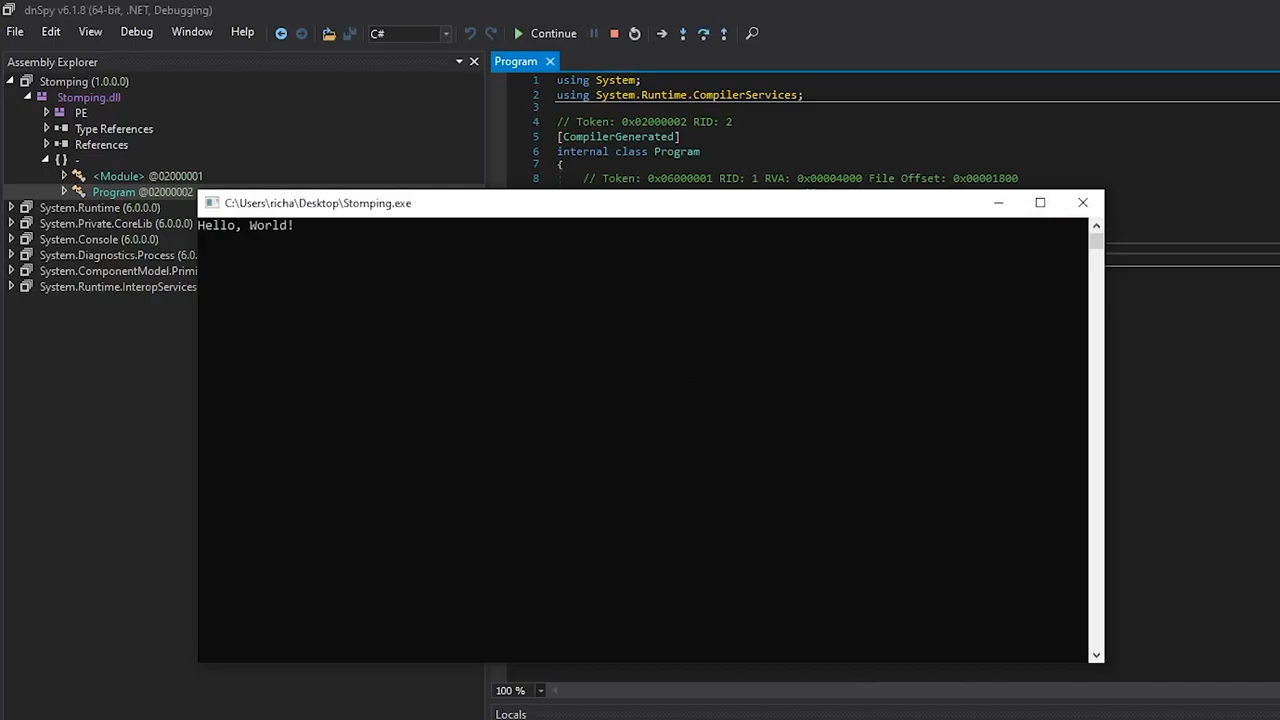 dnSpy v6.1.8 (64-bit, .NET, Debugging)
File Edit View Debug Window Help C# Continue
Assembly Explorer
Stomping (1.0.0.0)
Stomping.dll
PE
Type References
References
{ } -
<Module> @02000001
Program @02000002
System.Runtime (6.0.0.0)
System.Private.CoreLib (6.0.0.0)
System.Console (6.0.0.0)
System.Diagnostics.Process (6.0.
System.ComponentModel.Primi
System.Runtime.InteropServices
Program
1 using System;
2 using System.Runtime.CompilerServices;
3
4 // Token: 0x02000002 RID: 2
5 [CompilerGenerated]
6 internal class Program
7 {
8 // Token: 0x06000001 RID: 1 RVA: 0x00004000 File Offset: 0x00001800
C:\Users\richa\Desktop\Stomping.exe
Hello, World!
100 %
Locals